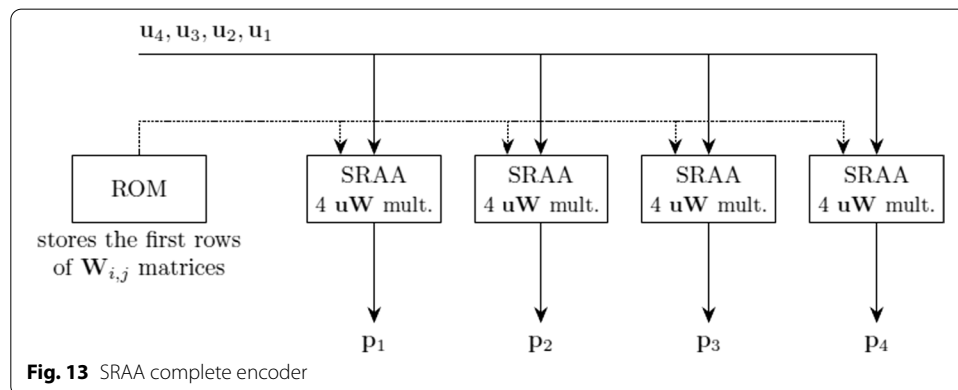 u₄, u₃, u₂, u₁
ROM
stores the first rows
of Wᵢ,ⱼ matrices
SRAA
4 uW mult.
SRAA
4 uW mult.
SRAA
4 uW mult.
SRAA
4 uW mult.
p₁
p₂
p₃
p₄
Fig. 13 SRAA complete encoder